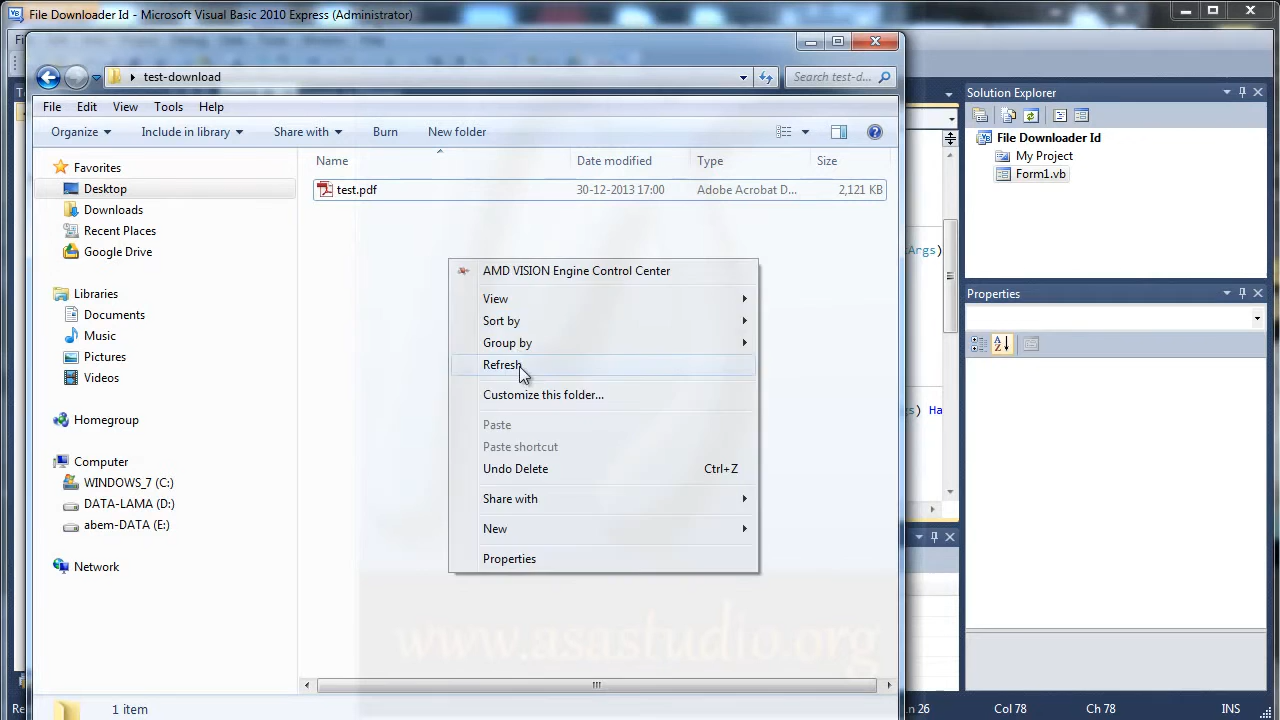 File Downloader Id - Microsoft Visual Basic 2010 Express (Administrator)
test-download
Search test-d...
File Edit View Tools Help
Organize Include in library Share with Burn New folder
Name Date modified Type Size
test.pdf 30-12-2013 17:00 Adobe Acrobat D... 2,121 KB
Favorites
Desktop
Downloads
Recent Places
Google Drive
Libraries
Documents
Music
Pictures
Videos
Homegroup
Computer
WINDOWS_7 (C:)
DATA-LAMA (D:)
abem-DATA (E:)
Network
AMD VISION Engine Control Center
View
Sort by
Group by
Refresh
Customize this folder...
Paste
Paste shortcut
Undo Delete Ctrl+Z
Share with
New
Properties
www.asastudio.org
1 item
Solution Explorer
File Downloader Id
My Project
Form1.vb
Properties
Args)
s) Ha
Ln 26 Col 78 Ch 78 INS